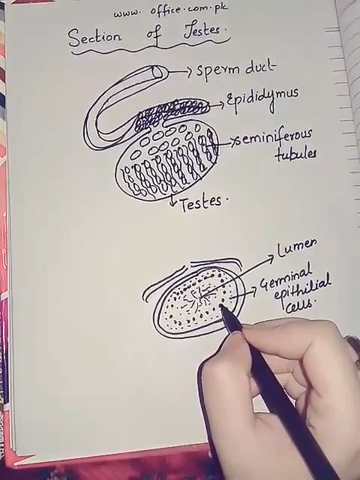 www. office.com.pk
Section of Testes.
sperm duct
Epididymus
seminiferous
tubules
Testes.
Lumen
Germinal
epithilial
cells.